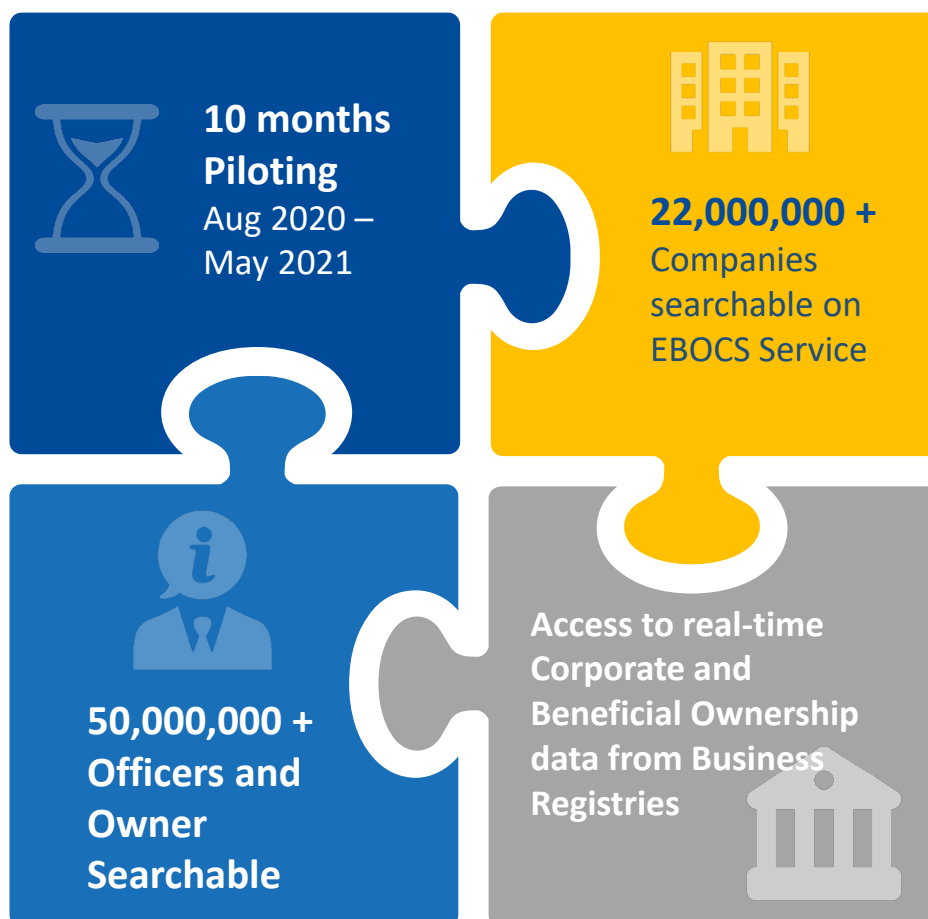 10 months
Piloting
Aug 2020 –
May 2021
22,000,000 +
Companies
searchable on
EBOCS Service
i
50,000,000 +
Officers and
Owner
Searchable
Access to real-time
Corporate and
Beneficial Ownership
data from Business
Registries